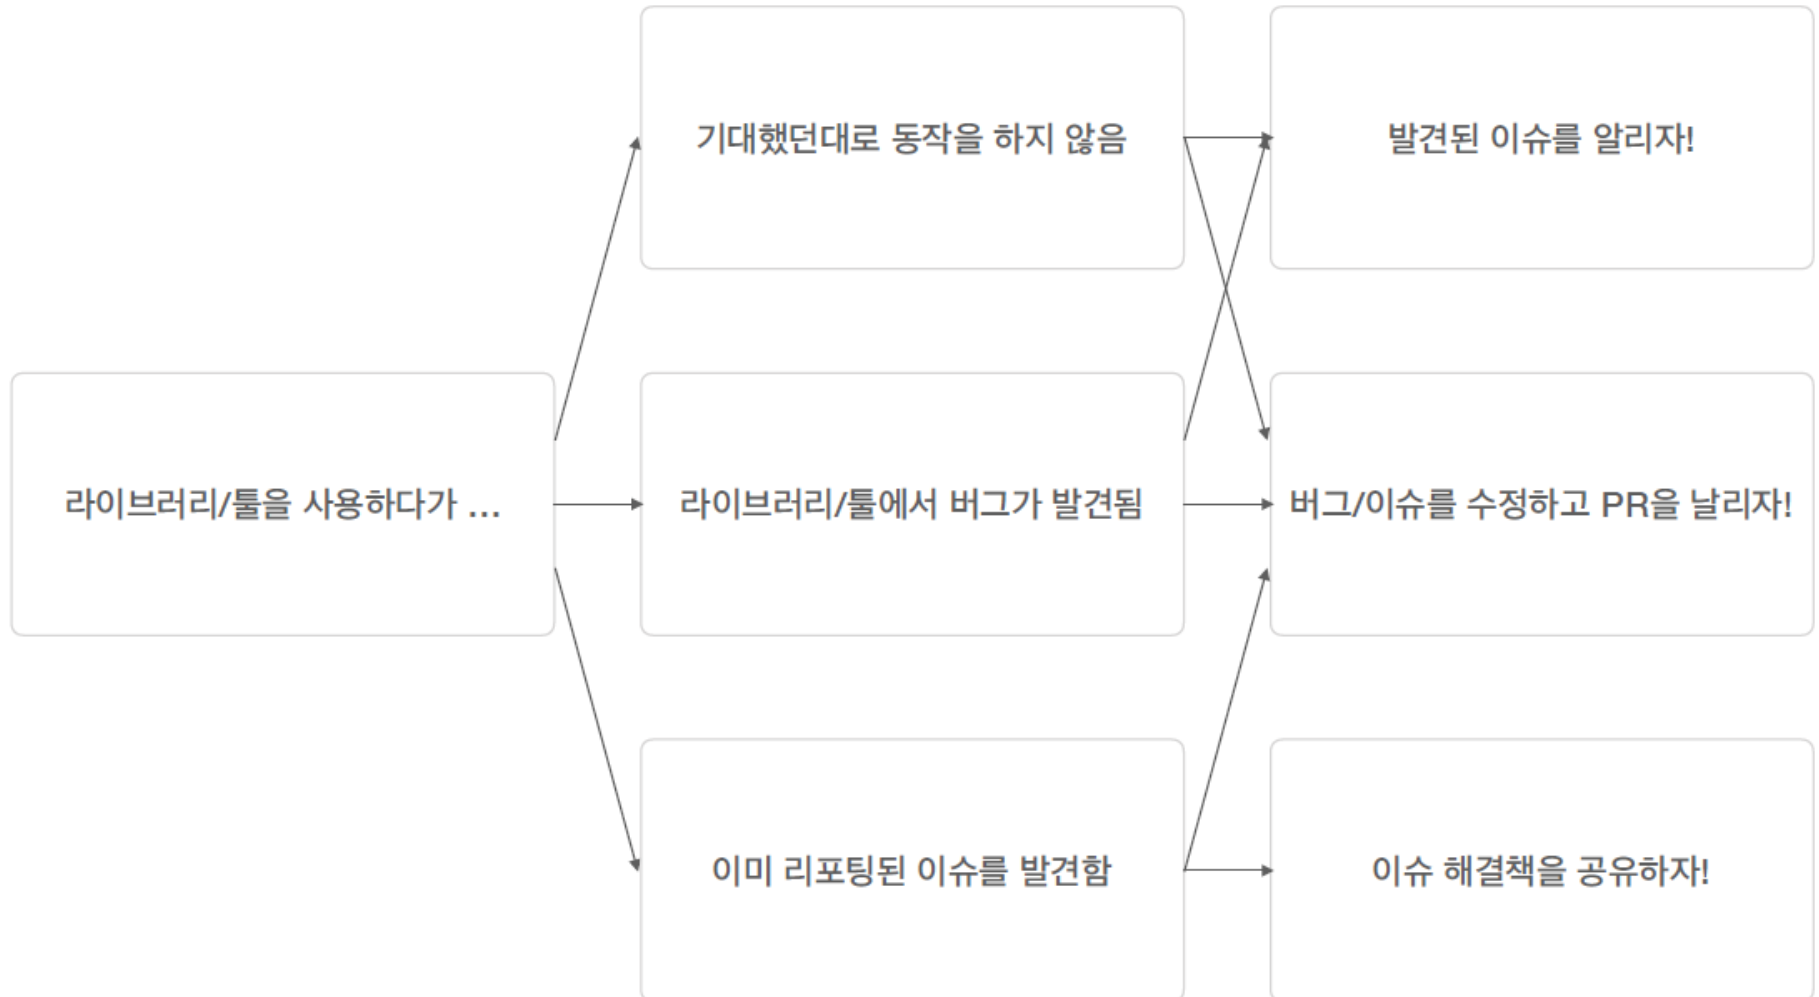 기대했던대로 동작을 하지 않음
발견된 이슈를 알리자!
라이브러리/툴을 사용하다가 ...
라이브러리/툴에서 버그가 발견됨
버그/이슈를 수정하고 PR을 날리자!
이미 리포팅된 이슈를 발견함
이슈 해결책을 공유하자!